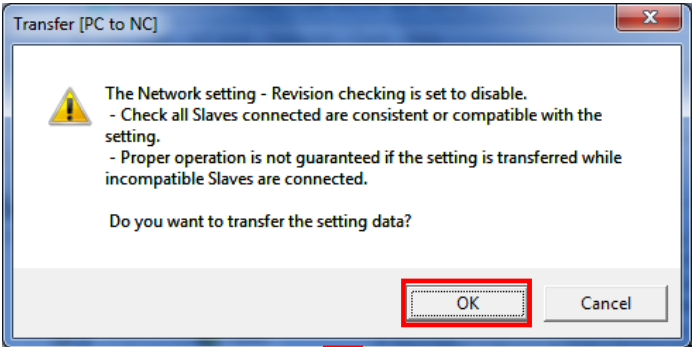 Transfer [PC to NC]
The Network setting - Revision checking is set to disable.
- Check all Slaves connected are consistent or compatible with the
setting.
- Proper operation is not guaranteed if the setting is transferred while
incompatible Slaves are connected.
Do you want to transfer the setting data?
OK
Cancel